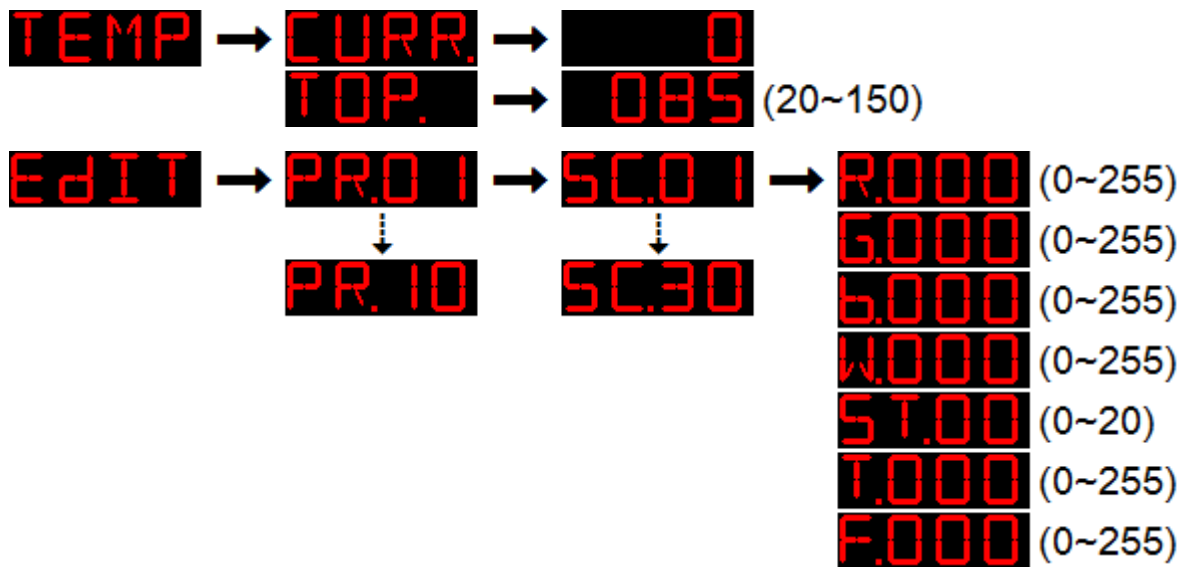 TEMP → CURR. → 0
TOP. → 085 (20~150)
EdIT → PR.01 → SC.01 → R.000 (0~255)
G.000 (0~255)
PR.10 SC.30 b.000 (0~255)
W.000 (0~255)
ST.00 (0~20)
T.000 (0~255)
F.000 (0~255)